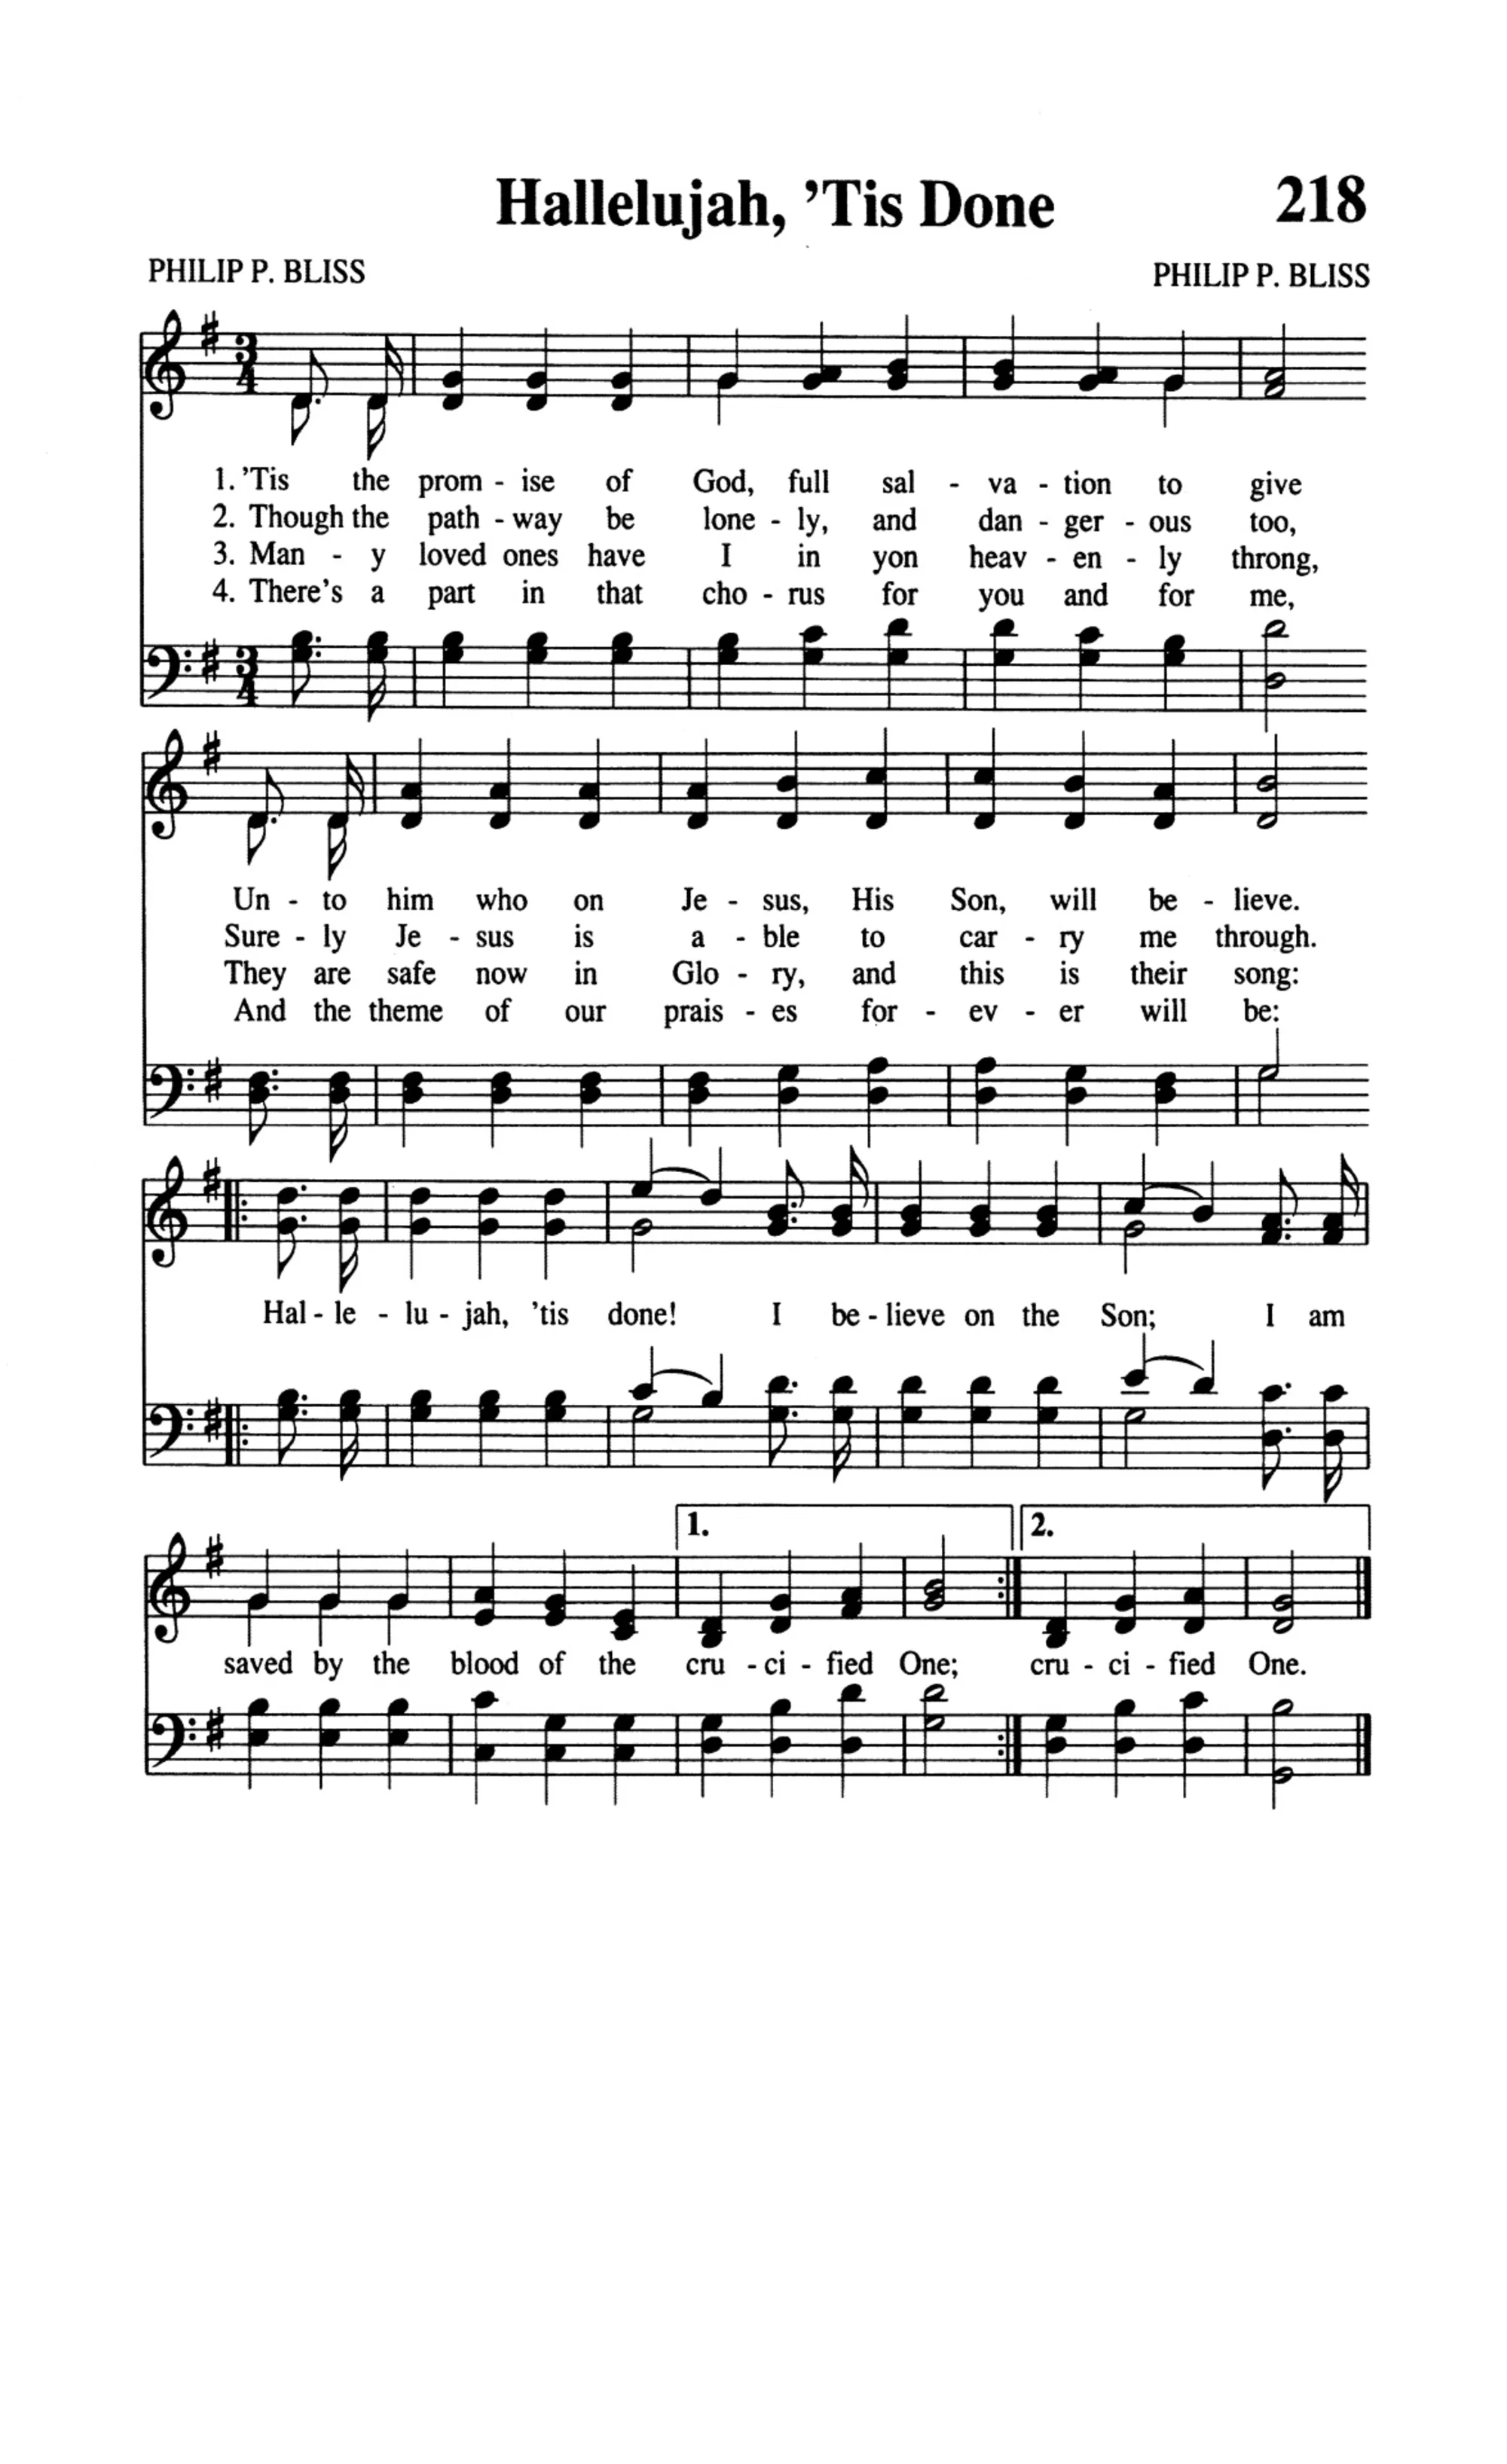 Hallelujah, ’Tis Done 218
PHILIP P. BLISS PHILIP P. BLISS
1. ’Tis the prom - ise of God, full sal - va - tion to give
2. Though the path - way be lone - ly, and dan - ger - ous too,
3. Man - y loved ones have I in yon heav - en - ly throng,
4. There’s a part in that cho - rus for you and for me,
Un - to him who on Je - sus, His Son, will be - lieve.
Sure - ly Je - sus is a - ble to car - ry me through.
They are safe now in Glo - ry, and this is their song:
And the theme of our prais - es for - ev - er will be:
Hal - le - lu - jah, ’tis done! I be - lieve on the Son; I am
1. 2.
saved by the blood of the cru - ci - fied One; cru - ci - fied One.